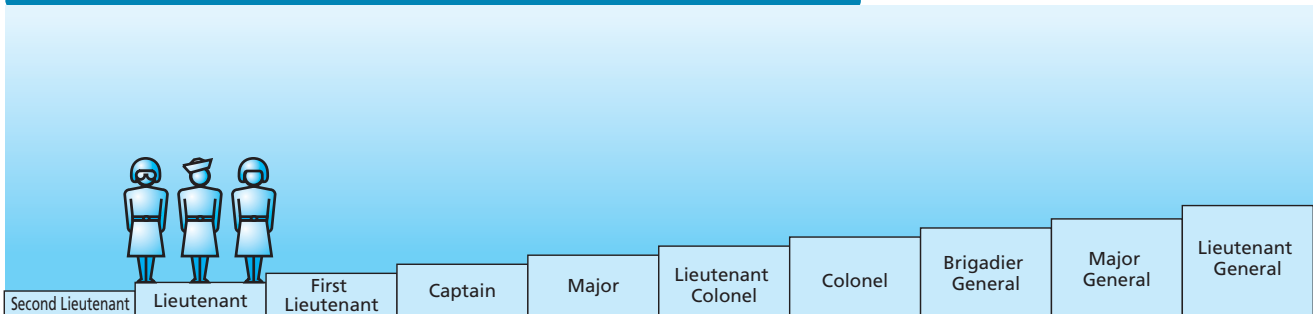 Second Lieutenant
Lieutenant
First
Lieutenant
Captain
Major
Lieutenant
Colonel
Colonel
Brigadier
General
Major
General
Lieutenant
General